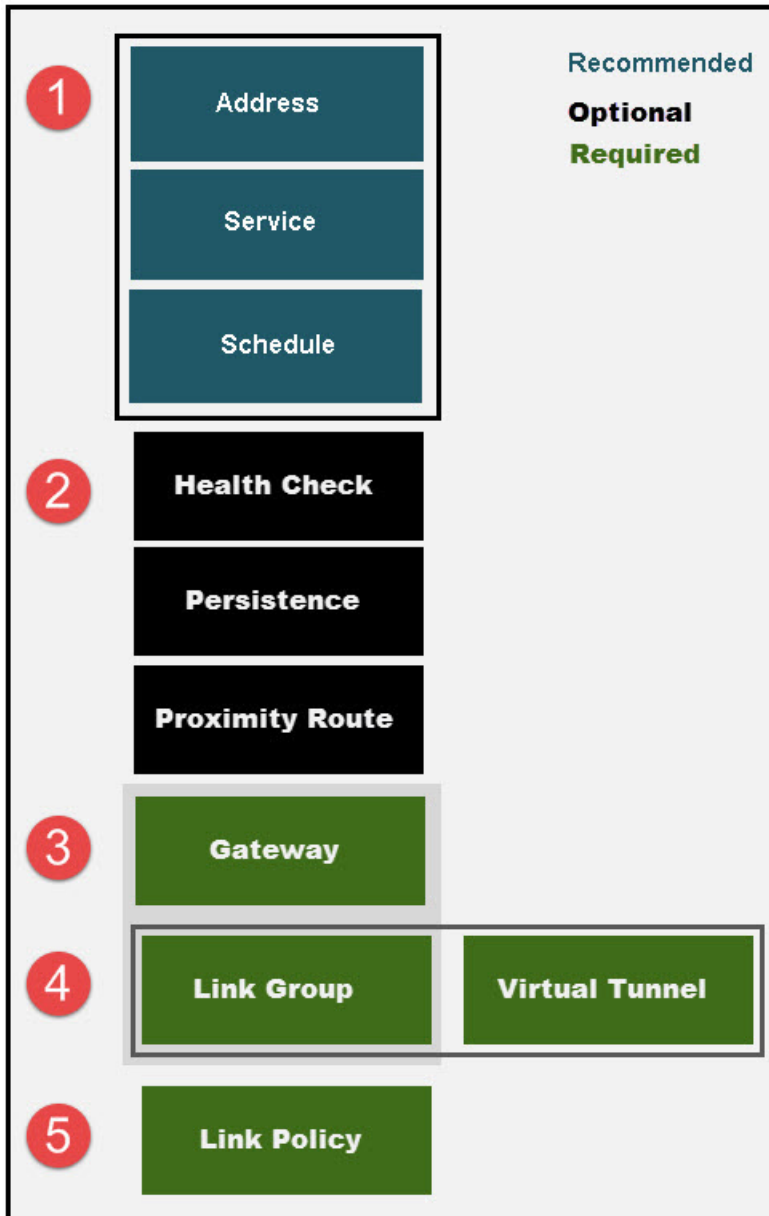 1
Address
Service
Schedule
Recommended
Optional
Required
2
Health Check
Persistence
Proximity Route
3
Gateway
4
Link Group
Virtual Tunnel
5
Link Policy